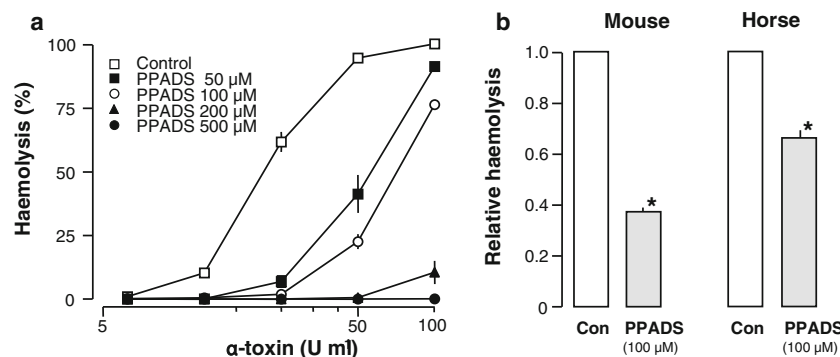 a
Haemolysis (%)
100
75
50
25
0
Control
PPADS 50 µM
PPADS 100 µM
PPADS 200 µM
PPADS 500 µM
5
50
100
α-toxin (U ml¹)
b
Mouse
Horse
Relative haemolysis
1.0
0.8
0.6
0.4
0.2
0
*
*
Con
PPADS
(100 µM)
Con
PPADS
(100 µM)